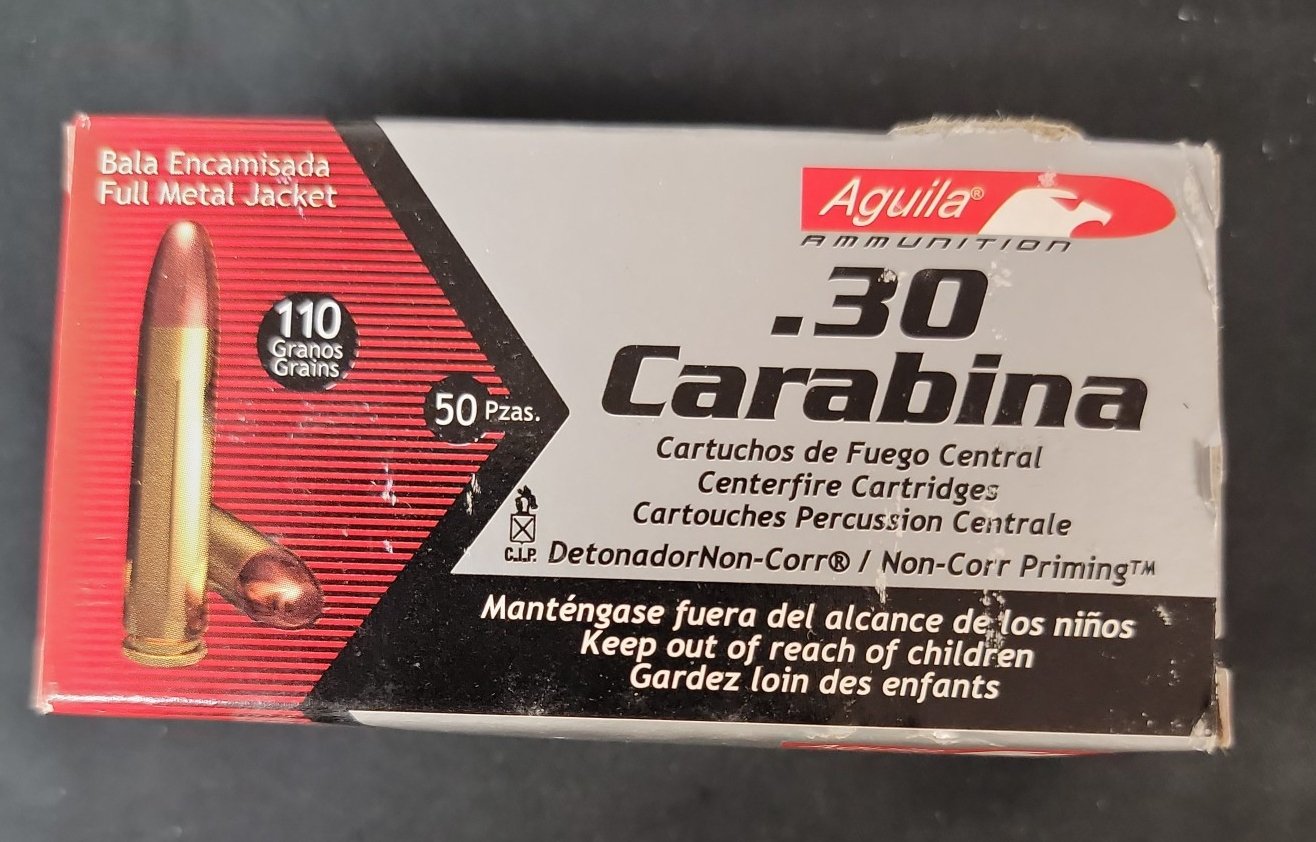 Bala Encamisada
Full Metal Jacket
110
Granos
Grains
50 Pzas.
Aguila®
AMMUNITION
.30
Carabina
Cartuchos de Fuego Central
Centerfire Cartridges
Cartouches Percussion Centrale
C.I.P.
DetonadorNon-Corr® / Non-Corr Priming™
Manténgase fuera del alcance de los niños
Keep out of reach of children
Gardez loin des enfants